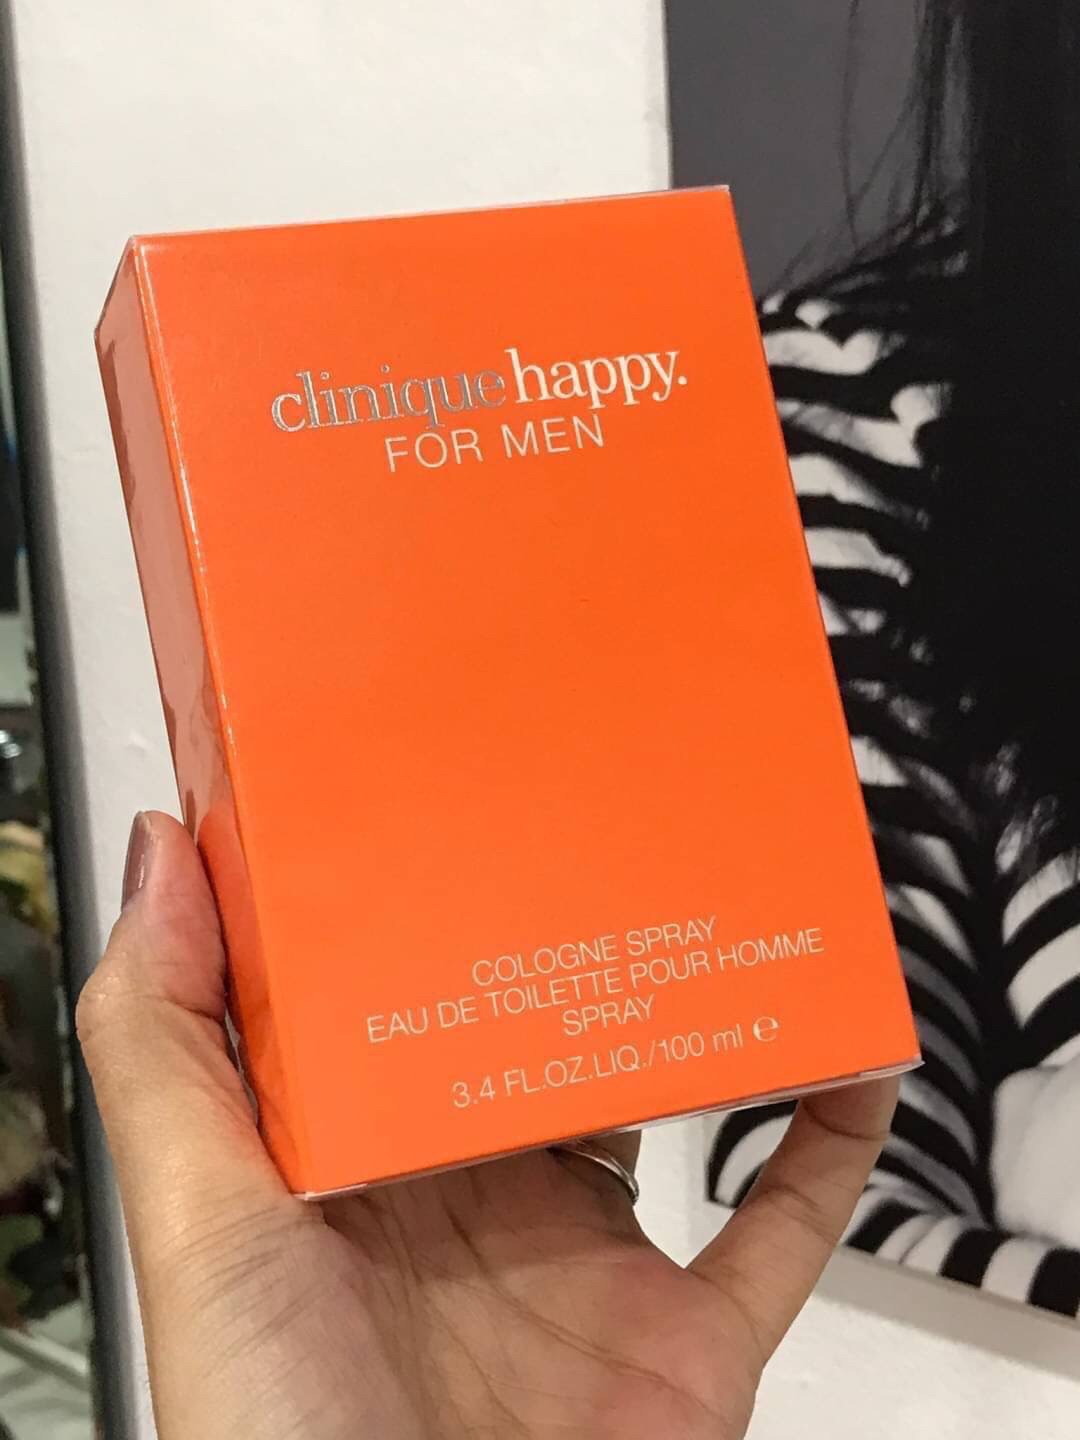 clinique happy.
FOR MEN
COLOGNE SPRAY
EAU DE TOILETTE POUR HOMME
SPRAY
3.4 FL.OZ.LIQ./100 ml ℮